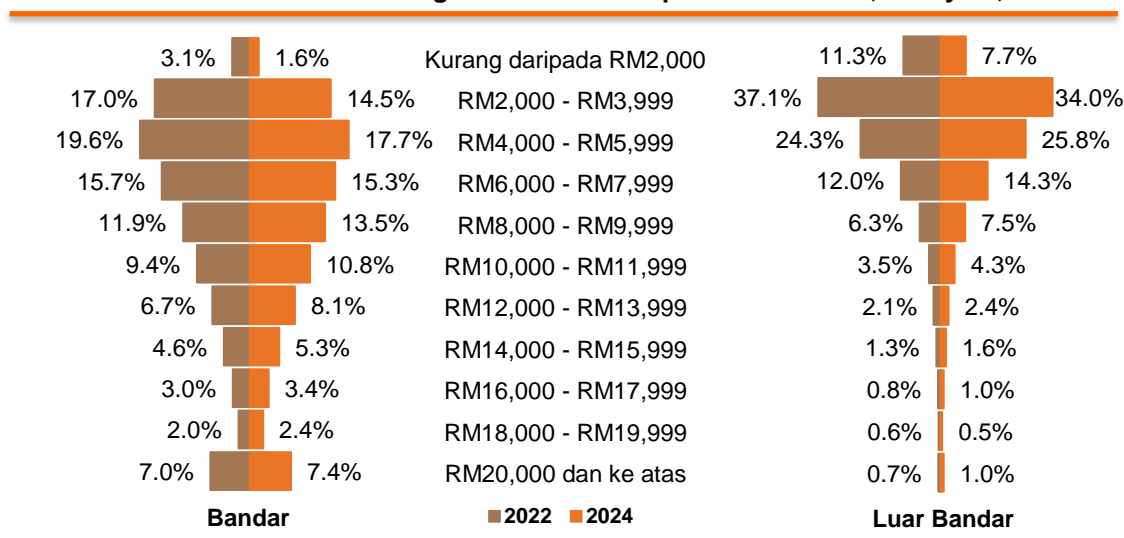 3.1% 1.6% Kurang daripada RM2,000 11.3% 7.7%
17.0% 14.5% RM2,000 - RM3,999 37.1% 34.0%
19.6% 17.7% RM4,000 - RM5,999 24.3% 25.8%
15.7% 15.3% RM6,000 - RM7,999 12.0% 14.3%
11.9% 13.5% RM8,000 - RM9,999 6.3% 7.5%
9.4% 10.8% RM10,000 - RM11,999 3.5% 4.3%
6.7% 8.1% RM12,000 - RM13,999 2.1% 2.4%
4.6% 5.3% RM14,000 - RM15,999 1.3% 1.6%
3.0% 3.4% RM16,000 - RM17,999 0.8% 1.0%
2.0% 2.4% RM18,000 - RM19,999 0.6% 0.5%
7.0% 7.4% RM20,000 dan ke atas 0.7% 1.0%
Bandar 2022 2024 Luar Bandar